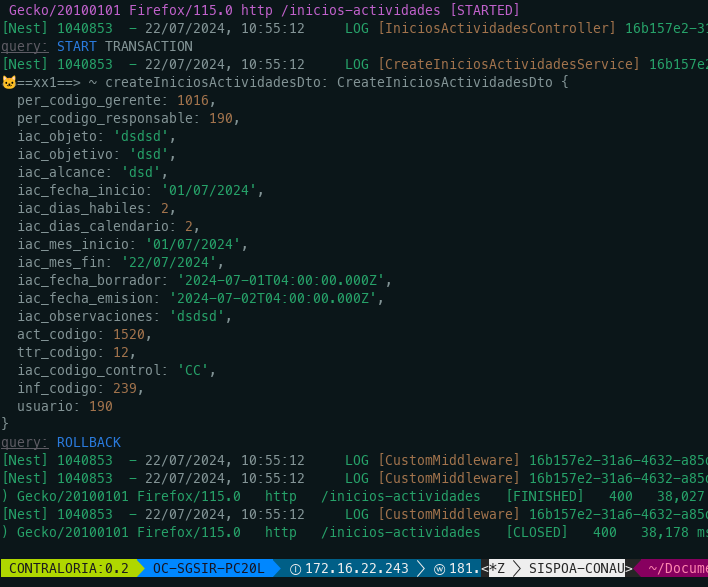 Gecko/20100101 Firefox/115.0 http /inicios-actividades [STARTED]
[Nest] 1040853  - 22/07/2024, 10:55:12     LOG [IniciosActividadesController] 16b157e2-31
query: START TRANSACTION
[Nest] 1040853  - 22/07/2024, 10:55:12     LOG [CreateIniciosActividadesService] 16b157e2
🐱==xx1==> ~ createIniciosActividadesDto: CreateIniciosActividadesDto {
  per_codigo_gerente: 1016,
  per_codigo_responsable: 190,
  iac_objeto: 'dsdsd',
  iac_objetivo: 'dsd',
  iac_alcance: 'dsd',
  iac_fecha_inicio: '01/07/2024',
  iac_dias_habiles: 2,
  iac_dias_calendario: 2,
  iac_mes_inicio: '01/07/2024',
  iac_mes_fin: '22/07/2024',
  iac_fecha_borrador: '2024-07-01T04:00:00.000Z',
  iac_fecha_emision: '2024-07-02T04:00:00.000Z',
  iac_observaciones: 'dsdsd',
  act_codigo: 1520,
  ttr_codigo: 12,
  iac_codigo_control: 'CC',
  inf_codigo: 239,
  usuario: 190
}
query: ROLLBACK
[Nest] 1040853  - 22/07/2024, 10:55:12     LOG [CustomMiddleware] 16b157e2-31a6-4632-a85c
) Gecko/20100101 Firefox/115.0   http   /inicios-actividades   [FINISHED]   400   38,027
[Nest] 1040853  - 22/07/2024, 10:55:12     LOG [CustomMiddleware] 16b157e2-31a6-4632-a85c
) Gecko/20100101 Firefox/115.0   http   /inicios-actividades   [CLOSED]   400   38,178 ms
CONTRALORIA:0.2 OC-SGSIR-PC20L Ⓘ 172.16.22.243 ⓦ 181.<*Z SISPOA-CONAU> ~/Docume